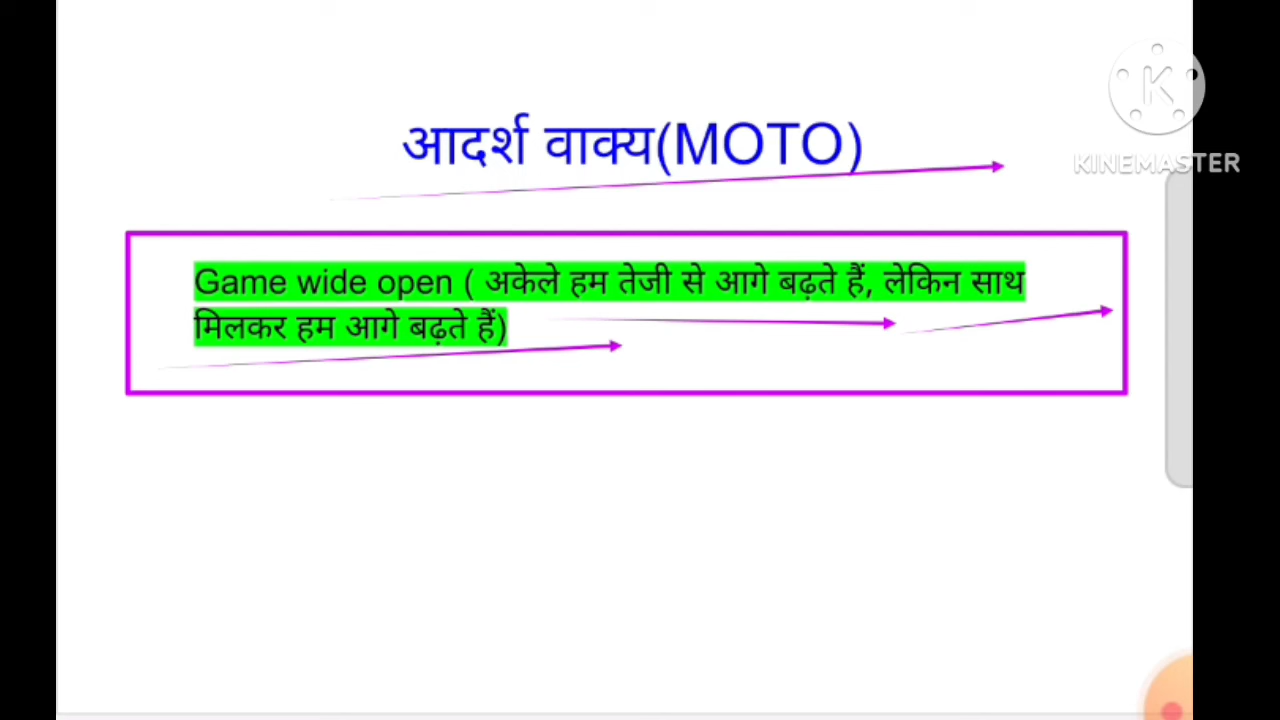 आदर्श वाक्य(MOTO)
KINEMASTER
Game wide open ( अकेले हम तेजी से आगे बढ़ते हैं, लेकिन साथ
मिलकर हम आगे बढ़ते हैं)